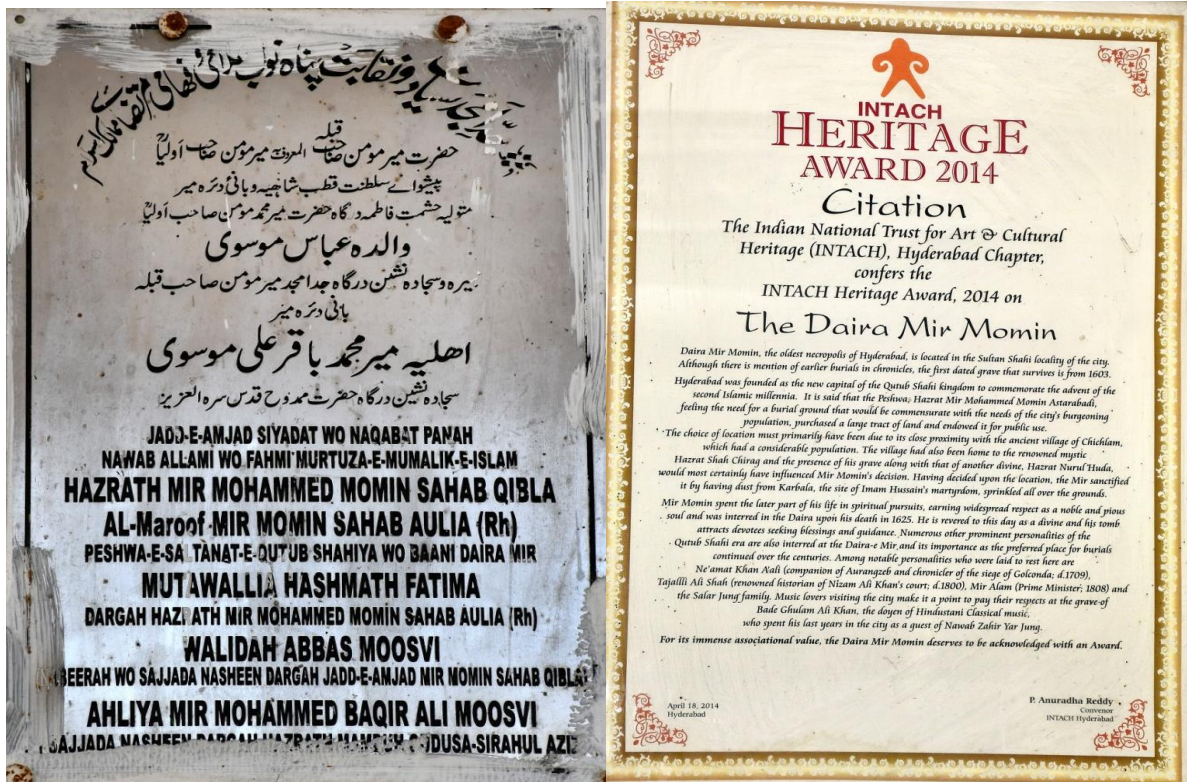 حضرت میر مومن صاحب قبلہ المعروف میر مومن صاحب اولیاؒ
پیشوائے سلطنت قطب شاہیہ و بانی دئرہ میر
متولیہ حشمت فاطمہ درگاہ حضرت میر محمد مومن صاحب اولیاؒ
والدہ عباس موسوی
بیرہ و سجادہ نشین درگاہ جد امجد میر مومن صاحب قبلہ
بانی دئرہ میر
اھلیہ میر محمد باقر علی موسوی
سجادہ نشین درگاہ حضرت ممدوح قدس سرہ العزیز
JADD-E-AMJAD SIYADAT WO NAQABAT PANAH
NAWAB ALLAMI WO FAHMI MURTUZA-E-MUMALIK-E-ISLAM
HAZRATH MIR MOHAMMED MOMIN SAHAB QIBLA
AL-Maroof MIR MOMIN SAHAB AULIA (Rh)
PESHWA-E-SALTANAT-E-QUTUB SHAHIYA WO BAANI DAIRA MIR
MUTAWALLIA HASHMATH FATIMA
DARGAH HAZRATH MIR MOHAMMED MOMIN SAHAB AULIA (Rh)
WALIDAH ABBAS MOOSVI
BEERAH WO SAJJADA NASHEEN DARGAH JADD-E-AMJAD MIR MOMIN SAHAB QIBLA
AHLIYA MIR MOHAMMED BAQIR ALI MOOSVI
SAJJADA NASHEEN DARGAH HAZRATH MAMDUH QUDUSA-SIRAHUL AZIZ
INTACH
HERITAGE
AWARD 2014
Citation
The Indian National Trust for Art & Cultural
Heritage (INTACH), Hyderabad Chapter,
confers the
INTACH Heritage Award, 2014 on
The Daira Mir Momin
Daira Mir Momin, the oldest necropolis of Hyderabad, is located in the Sultan Shahi locality of the city.
Although there is mention of earlier burials in chronicles, the first dated grave that survives is from 1603.
Hyderabad was founded as the new capital of the Qutub Shahi kingdom to commemorate the advent of the
second Islamic millennia. It is said that the Peshwa, Hazrat Mir Mohammed Momin Astarabadi,
feeling the need for a burial ground that would be commensurate with the needs of the city's burgeoning
population, purchased a large tract of land and endowed it for public use.
The choice of location must primarily have been due to its close proximity with the ancient village of Chichlam,
which had a considerable population. The village had also been home to the renowned mystic
Hazrat Shah Chirag and the presence of his grave along with that of another divine, Hazrat Nurul Huda,
would most certainly have influenced Mir Momin's decision. Having decided upon the location, the Mir sanctified
it by having dust from Karbala, the site of Imam Hussain's martyrdom, sprinkled all over the grounds.
Mir Momin spent the later part of his life in spiritual pursuits, earning widespread respect as a noble and pious
soul and was interred in the Daira upon his death in 1625. He is revered to this day as a divine and his tomb
attracts devotees seeking blessings and guidance. Numerous other prominent personalities of the
Qutub Shahi era are also interred at the Daira-e Mir and its importance as the preferred place for burials
continued over the centuries. Among notable personalities who were laid to rest here are
Ne'amat Khan A'ali (companion of Aurangzeb and chronicler of the siege of Golconda; d.1709),
Tajallli Ali Shah (renowned historian of Nizam Ali Khan's court; d.1800), Mir Alam (Prime Minister; 1808) and
the Salar Jung family. Music lovers visiting the city make it a point to pay their respects at the grave of
Bade Ghulam Ali Khan, the doyen of Hindustani Classical music,
who spent his last years in the city as a guest of Nawab Zahir Yar Jung.
For its immense associational value, the Daira Mir Momin deserves to be acknowledged with an Award.
April 18, 2014
Hyderabad
P. Anuradha Reddy
Convenor
INTACH Hyderabad